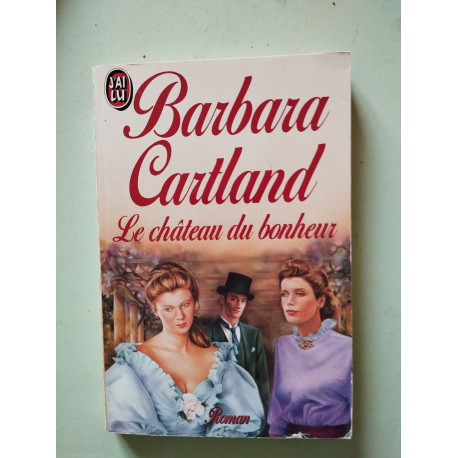 J'AI
LU
Barbara
Cartland
Le château du bonheur
Roman